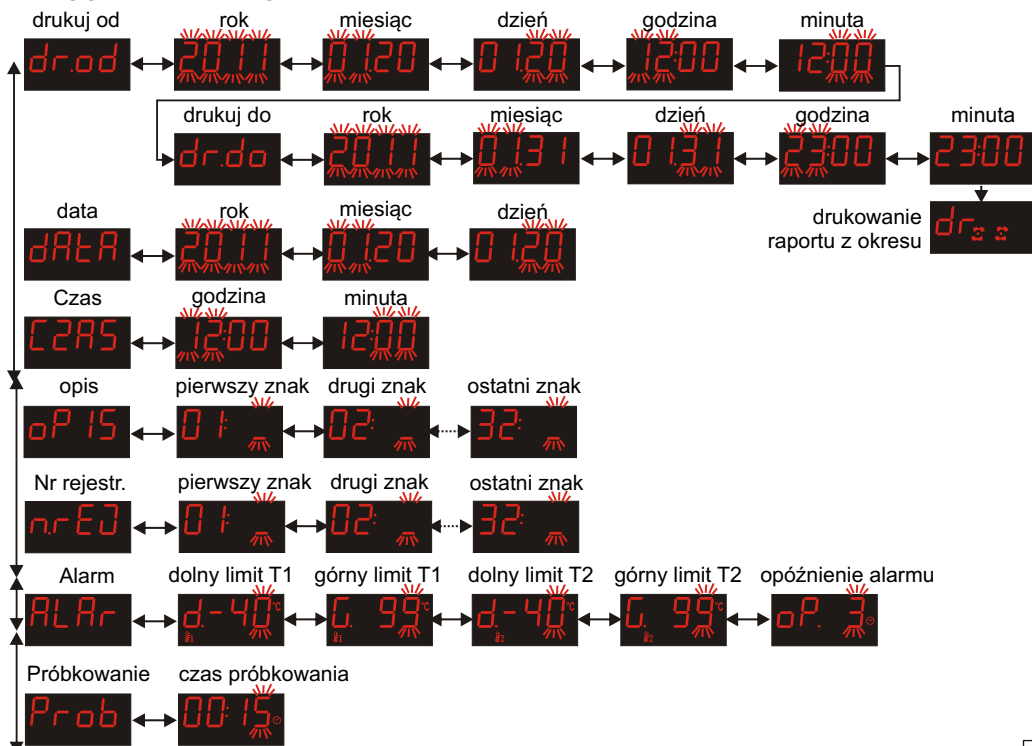 drukuj od rok miesiąc dzień godzina minuta
dr.od 2011 01.20 01.20 12:00 12:00
drukuj do rok miesiąc dzień godzina minuta
dr.do 2011 01.31 01.31 23:00 23:00
data rok miesiąc dzień
drukowanie
raportu z okresu
dAtA 2011 01.20 01.20 dr
Czas godzina minuta
CZAS 12:00 12:00
opis pierwszy znak drugi znak ostatni znak
oPIS 01: 02: 32:
Nr rejestr. pierwszy znak drugi znak ostatni znak
n.rEJ 01: 02: 32:
Alarm dolny limit T1 górny limit T1 dolny limit T2 górny limit T2 opóźnienie alarmu
ALAr d.-40°C 1 G. 99°C 1 d.-40°C 2 G. 99°C 2 oP. 3
Próbkowanie czas próbkowania
Prob 00:15